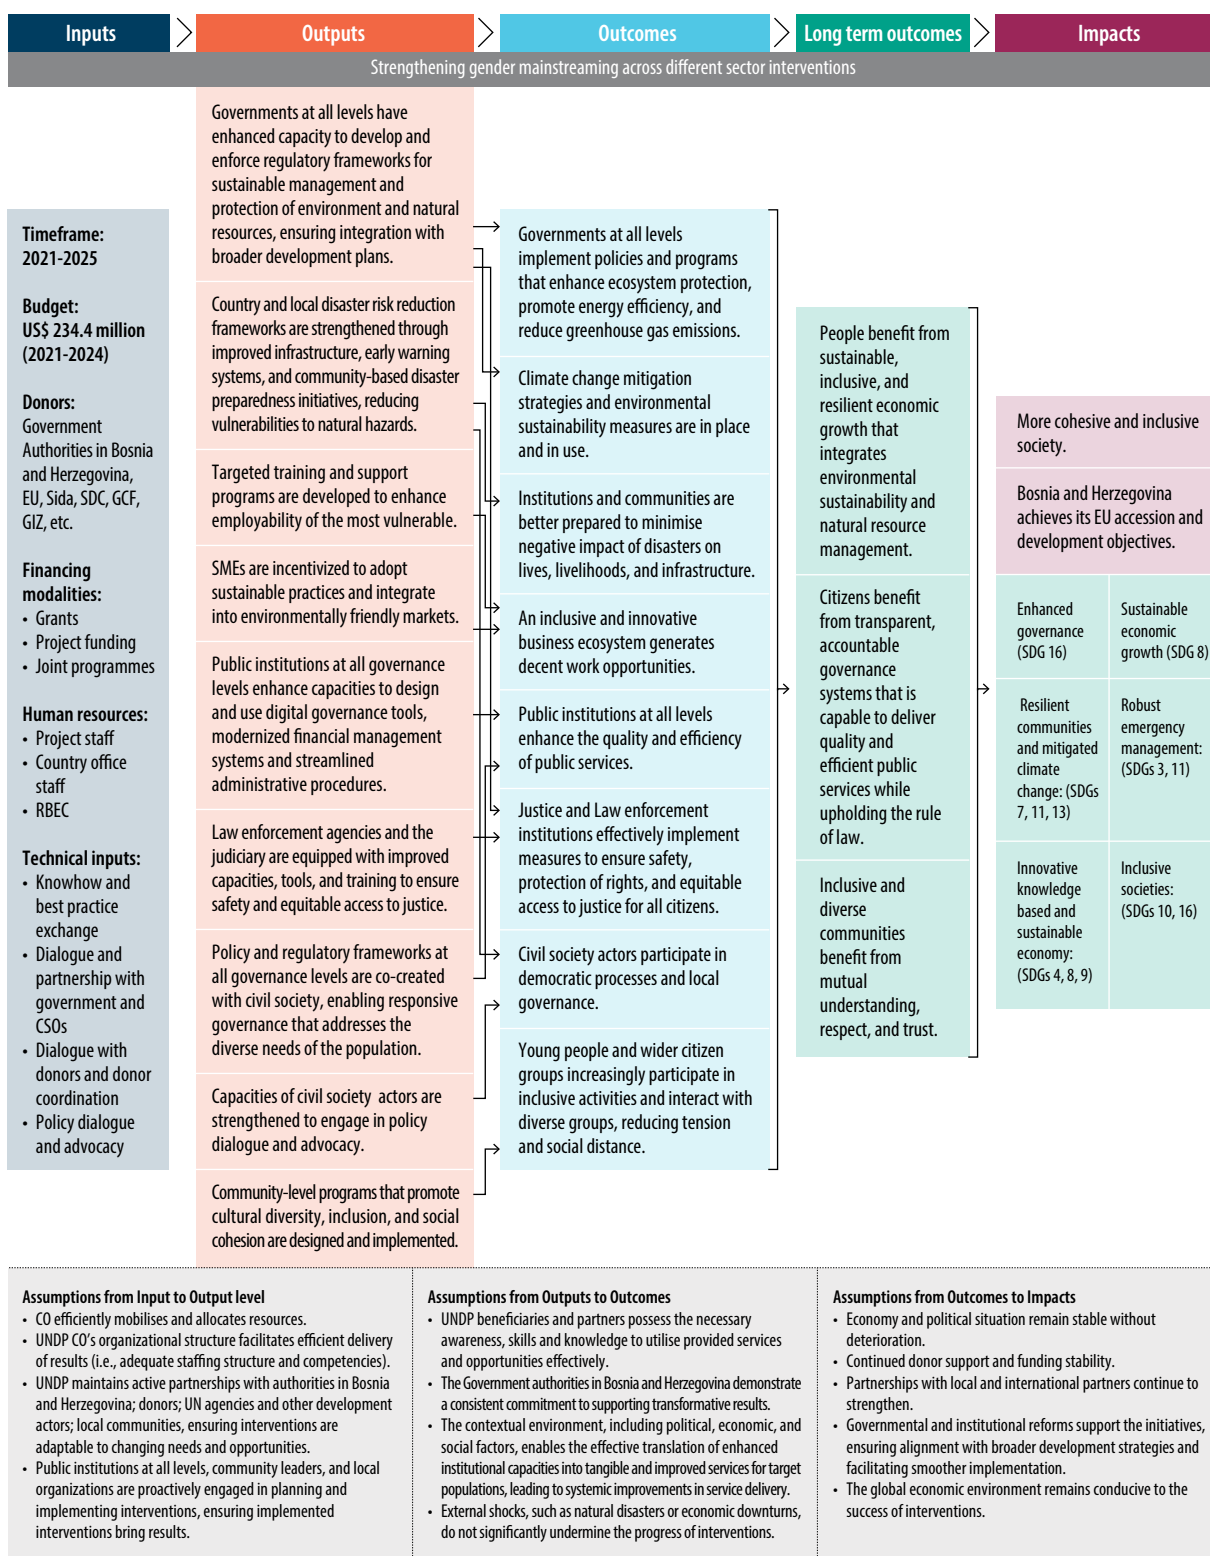 Inputs
Outputs
Outcomes
Long term outcomes
Impacts
Strengthening gender mainstreaming across different sector interventions
Timeframe:
2021-2025
Budget:
US$ 234.4 million
(2021-2024)
Donors:
Government
Authorities in Bosnia
and Herzegovina,
EU, Sida, SDC, GCF,
GIZ, etc.
Financing
modalities:
• Grants
• Project funding
• Joint programmes
Human resources:
• Project staff
• Country office
staff
• RBEC
Technical inputs:
• Knowhow and
best practice
exchange
• Dialogue and
partnership with
government and
CSOs
• Dialogue with
donors and donor
coordination
• Policy dialogue
and advocacy
Governments at all levels have
enhanced capacity to develop and
enforce regulatory frameworks for
sustainable management and
protection of environment and natural
resources, ensuring integration with
broader development plans.
Country and local disaster risk reduction
frameworks are strengthened through
improved infrastructure, early warning
systems, and community-based disaster
preparedness initiatives, reducing
vulnerabilities to natural hazards.
Targeted training and support
programs are developed to enhance
employability of the most vulnerable.
SMEs are incentivized to adopt
sustainable practices and integrate
into environmentally friendly markets.
Public institutions at all governance
levels enhance capacities to design
and use digital governance tools,
modernized financial management
systems and streamlined
administrative procedures.
Law enforcement agencies and the
judiciary are equipped with improved
capacities, tools, and training to ensure
safety and equitable access to justice.
Policy and regulatory frameworks at
all governance levels are co-created
with civil society, enabling responsive
governance that addresses the
diverse needs of the population.
Capacities of civil society actors are
strengthened to engage in policy
dialogue and advocacy.
Community-level programs that promote
cultural diversity, inclusion, and social
cohesion are designed and implemented.
Governments at all levels
implement policies and programs
that enhance ecosystem protection,
promote energy efficiency, and
reduce greenhouse gas emissions.
Climate change mitigation
strategies and environmental
sustainability measures are in place
and in use.
Institutions and communities are
better prepared to minimise
negative impact of disasters on
lives, livelihoods, and infrastructure.
An inclusive and innovative
business ecosystem generates
decent work opportunities.
Public institutions at all levels
enhance the quality and efficiency
of public services.
Justice and Law enforcement
institutions effectively implement
measures to ensure safety,
protection of rights, and equitable
access to justice for all citizens.
Civil society actors participate in
democratic processes and local
governance.
Young people and wider citizen
groups increasingly participate in
inclusive activities and interact with
diverse groups, reducing tension
and social distance.
People benefit from
sustainable,
inclusive, and
resilient economic
growth that
integrates
environmental
sustainability and
natural resource
management.
Citizens benefit
from transparent,
accountable
governance
systems that is
capable to deliver
quality and
efficient public
services while
upholding the rule
of law.
Inclusive and
diverse
communities
benefit from
mutual
understanding,
respect, and trust.
More cohesive and inclusive
society.
Bosnia and Herzegovina
achieves its EU accession and
development objectives.
Enhanced
governance
(SDG 16)
Sustainable
economic
growth (SDG 8)
Resilient
communities
and mitigated
climate
change: (SDGs
7, 11, 13)
Robust
emergency
management:
(SDGs 3, 11)
Innovative
knowledge
based and
sustainable
economy:
(SDGs 4, 8, 9)
Inclusive
societies:
(SDGs 10, 16)
Assumptions from Input to Output level
• CO efficiently mobilises and allocates resources.
• UNDP CO's organizational structure facilitates efficient delivery
of results (i.e., adequate staffing structure and competencies).
• UNDP maintains active partnerships with authorities in Bosnia
and Herzegovina; donors; UN agencies and other development
actors; local communities, ensuring interventions are
adaptable to changing needs and opportunities.
• Public institutions at all levels, community leaders, and local
organizations are proactively engaged in planning and
implementing interventions, ensuring implemented
interventions bring results.
Assumptions from Outputs to Outcomes
• UNDP beneficiaries and partners possess the necessary
awareness, skills and knowledge to utilise provided services
and opportunities effectively.
• The Government authorities in Bosnia and Herzegovina demonstrate
a consistent commitment to supporting transformative results.
• The contextual environment, including political, economic, and
social factors, enables the effective translation of enhanced
institutional capacities into tangible and improved services for target
populations, leading to systemic improvements in service delivery.
• External shocks, such as natural disasters or economic downturns,
do not significantly undermine the progress of interventions.
Assumptions from Outcomes to Impacts
• Economy and political situation remain stable without
deterioration.
• Continued donor support and funding stability.
• Partnerships with local and international partners continue to
strengthen.
• Governmental and institutional reforms support the initiatives,
ensuring alignment with broader development strategies and
facilitating smoother implementation.
• The global economic environment remains conducive to the
success of interventions.